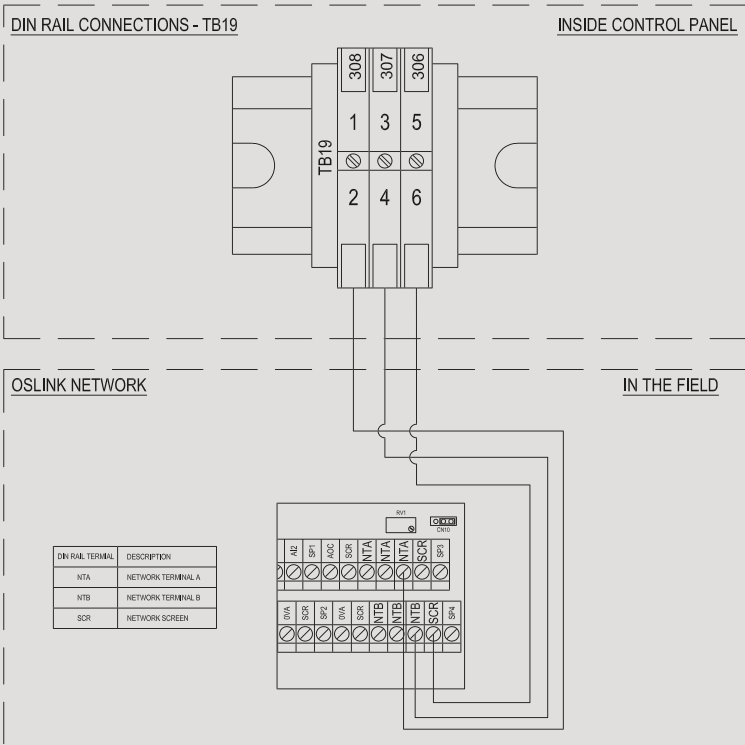 DIN RAIL CONNECTIONS - TB19
INSIDE CONTROL PANEL
308 307 306
1 3 5
TB19
2 4 6
OSLINK NETWORK
IN THE FIELD
RV1
CN10
AI2 SP1 AOC SCR NTA NTA NTA SCR SP3
DIN RAIL TERMIAL DESCRIPTION
NTA NETWORK TERMINAL A
NTB NETWORK TERMINAL B
SCR NETWORK SCREEN
0VA SCR SP2 0VA SCR NTB NTB NTB SCR SP4